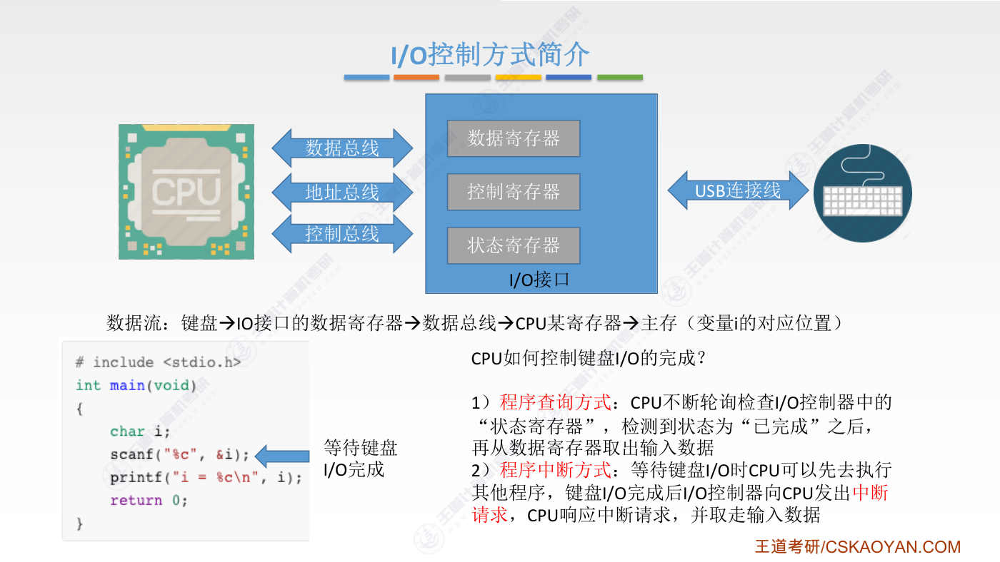 I/O控制方式简介
CPU
数据总线
地址总线
控制总线
数据寄存器
控制寄存器
状态寄存器
I/O接口
USB连接线
数据流：键盘→IO接口的数据寄存器→数据总线→CPU某寄存器→主存（变量i的对应位置）
# include <stdio.h>
int main(void)
{
char i;
scanf("%c", &i);
printf("i = %c\n", i);
return 0;
}
等待键盘
I/O完成
CPU如何控制键盘I/O的完成？
1）程序查询方式：CPU不断轮询检查I/O控制器中的
“状态寄存器”，检测到状态为“已完成”之后，
再从数据寄存器取出输入数据
2）程序中断方式：等待键盘I/O时CPU可以先去执行
其他程序，键盘I/O完成后I/O控制器向CPU发出中断
请求，CPU响应中断请求，并取走输入数据
王道考研/CSKAOYAN.COM